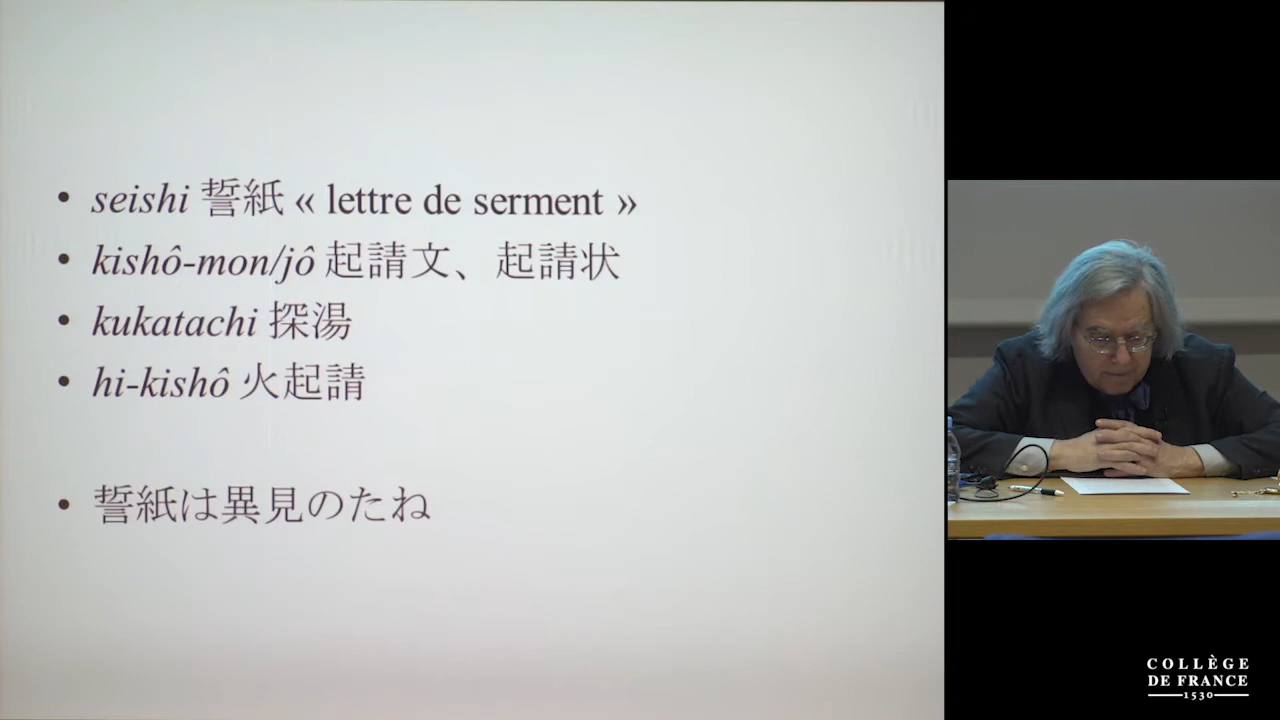 • seishi 誓紙 « lettre de serment »
• kishô-mon/jô 起請文、起請状
• kukatachi 探湯
• hi-kishô 火起請
• 誓紙は異見のたね
COLLÈGE
DE FRANCE
1530